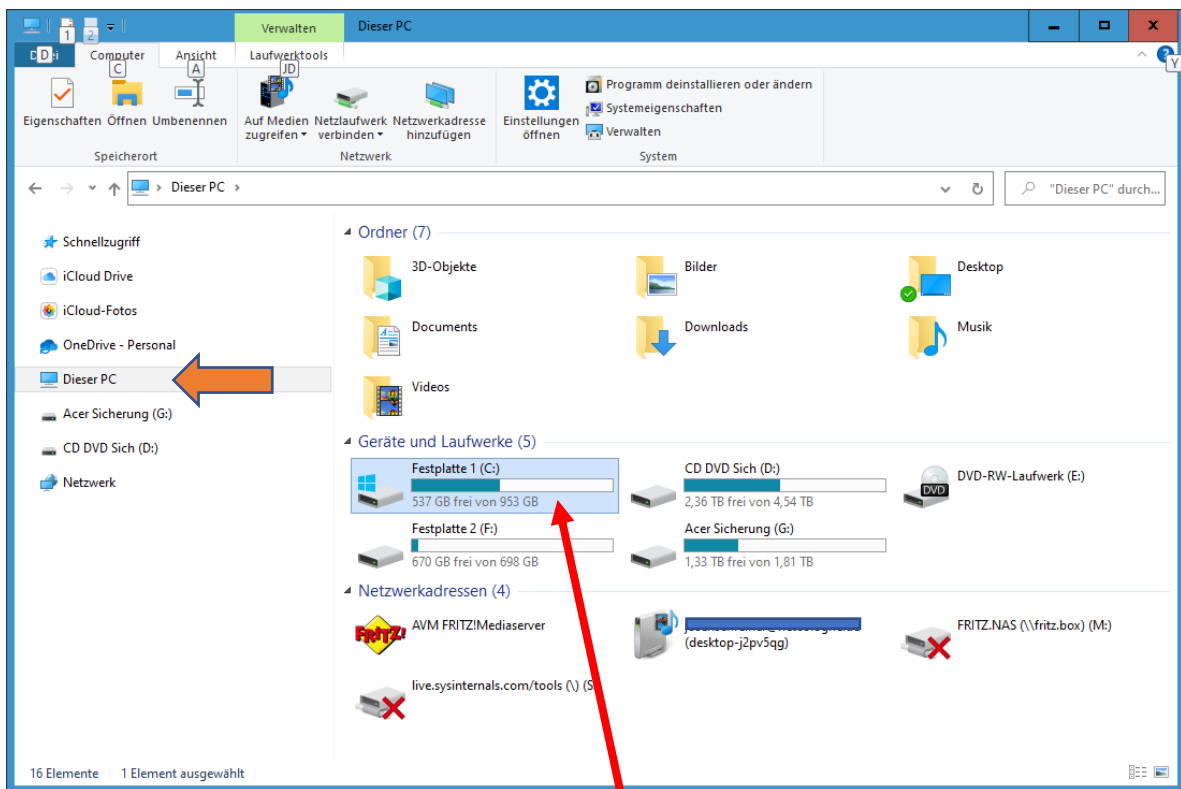 1
2
Verwalten
Dieser PC
D
Computer
Ansicht
Laufwerktools
C
A
JD
Y
Eigenschaften
Öffnen
Umbenennen
Auf Medien zugreifen
Netzlaufwerk verbinden
Netzwerkadresse hinzufügen
Einstellungen öffnen
Programm deinstallieren oder ändern
Systemeigenschaften
Verwalten
Speicherort
Netzwerk
System
Dieser PC
"Dieser PC" durch...
Schnellzugriff
iCloud Drive
iCloud-Fotos
OneDrive - Personal
Dieser PC
Acer Sicherung (G:)
CD DVD Sich (D:)
Netzwerk
Ordner (7)
3D-Objekte
Bilder
Desktop
Documents
Downloads
Musik
Videos
Geräte und Laufwerke (5)
Festplatte 1 (C:)
537 GB frei von 953 GB
CD DVD Sich (D:)
2,36 TB frei von 4,54 TB
DVD-RW-Laufwerk (E:)
DVD
Festplatte 2 (F:)
670 GB frei von 698 GB
Acer Sicherung (G:)
1,33 TB frei von 1,81 TB
Netzwerkadressen (4)
FRITZ!
AVM FRITZ!Mediaserver
(desktop-j2pv5qg)
FRITZ.NAS (\\fritz.box) (M:)
live.sysinternals.com/tools (\) (S
16 Elemente
1 Element ausgewählt